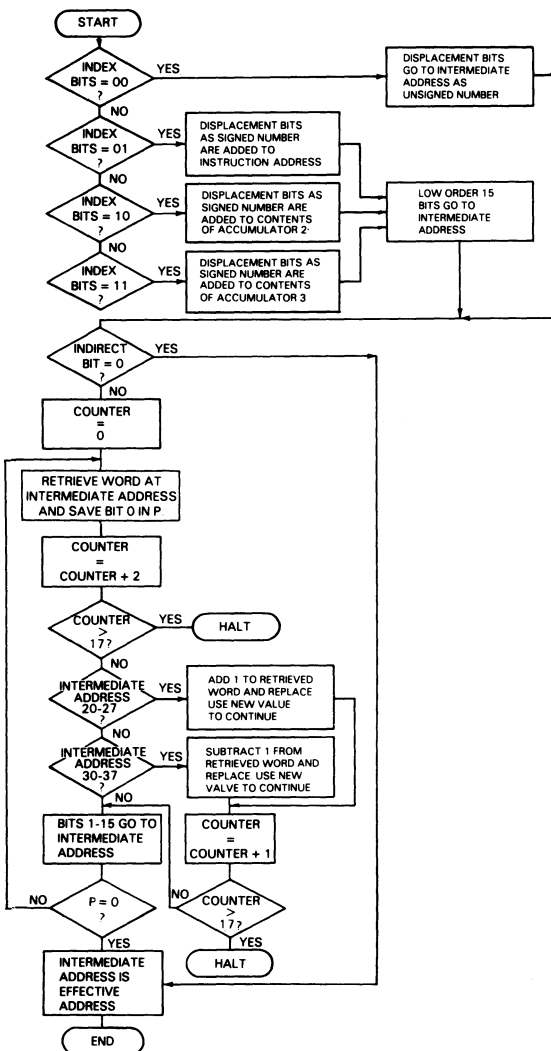 START
INDEX
BITS = 00
?
YES
DISPLACEMENT BITS
GO TO INTERMEDIATE
ADDRESS AS
UNSIGNED NUMBER
NO
INDEX
BITS = 01
?
YES
DISPLACEMENT BITS
AS SIGNED NUMBER
ARE ADDED TO
INSTRUCTION ADDRESS
NO
INDEX
BITS = 10
?
YES
DISPLACEMENT BITS AS
SIGNED NUMBER ARE
ADDED TO CONTENTS
OF ACCUMULATOR 2
LOW ORDER 15
BITS GO TO
INTERMEDIATE
ADDRESS
NO
INDEX
BITS = 11
?
YES
DISPLACEMENT BITS AS
SIGNED NUMBER ARE
ADDED TO CONTENTS
OF ACCUMULATOR 3
INDIRECT
BIT = 0
?
YES
NO
COUNTER
=
0
RETRIEVE WORD AT
INTERMEDIATE ADDRESS
AND SAVE BIT 0 IN P
COUNTER
=
COUNTER + 2
COUNTER
>
17?
YES
HALT
NO
INTERMEDIATE
ADDRESS
20-27
?
YES
ADD 1 TO RETRIEVED
WORD AND REPLACE
USE NEW VALUE
TO CONTINUE
NO
INTERMEDIATE
ADDRESS
30-37
?
YES
SUBTRACT 1 FROM
RETRIEVED WORD AND
REPLACE. USE NEW
VALVE TO CONTINUE
NO
BITS 1-15 GO TO
INTERMEDIATE
ADDRESS
COUNTER
=
COUNTER + 1
NO
P = 0
?
NO
COUNTER
>
17?
YES
YES
HALT
INTERMEDIATE
ADDRESS IS
EFFECTIVE
ADDRESS
END